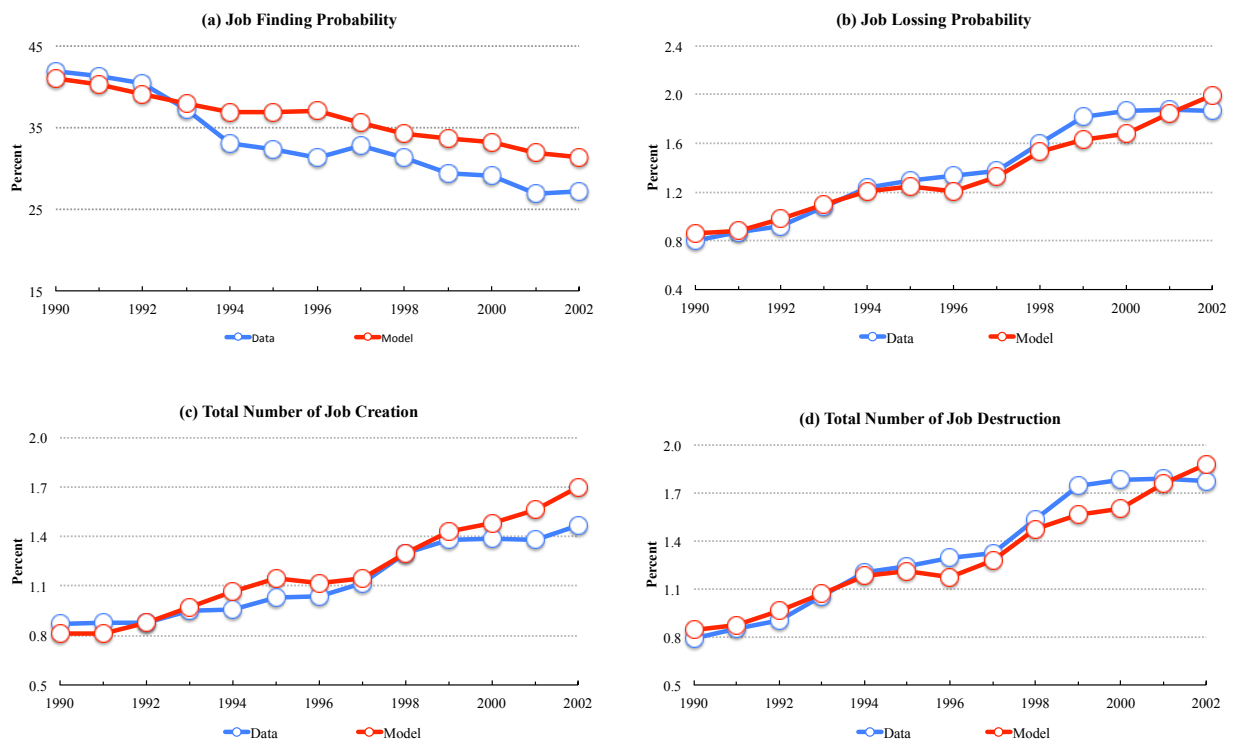 (a) Job Finding Probability
45
35
25
15
Percent
1990 1992 1994 1996 1998 2000 2002
Data Model
(b) Job Lossing Probability
2.4
2.0
1.6
1.2
0.8
0.4
Percent
1990 1992 1994 1996 1998 2000 2002
Data Model
(c) Total Number of Job Creation
2.0
1.7
1.4
1.1
0.8
0.5
Percent
1990 1992 1994 1996 1998 2000 2002
Data Model
(d) Total Number of Job Destruction
2.0
1.7
1.4
1.1
0.8
0.5
Percent
1990 1992 1994 1996 1998 2000 2002
Data Model